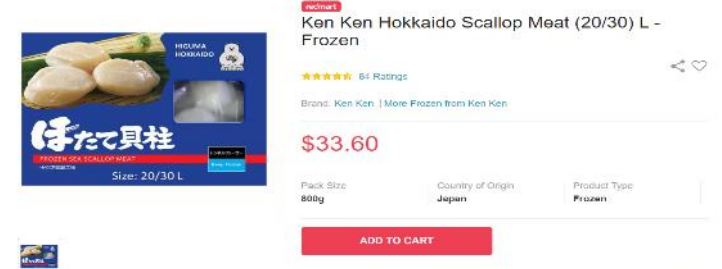 redmart
Ken Ken Hokkaido Scallop Meat (20/30) L -
Frozen
84 Ratings
Brand: Ken Ken | More Frozen from Ken Ken
$33.60
Pack Size
800g
Country of Origin
Japan
Product Type
Frozen
ADD TO CART
HIGUMA
HOKKAIDO
ほたて貝柱
FROZEN SEA SCALLOP MEAT
Size: 20/30 L